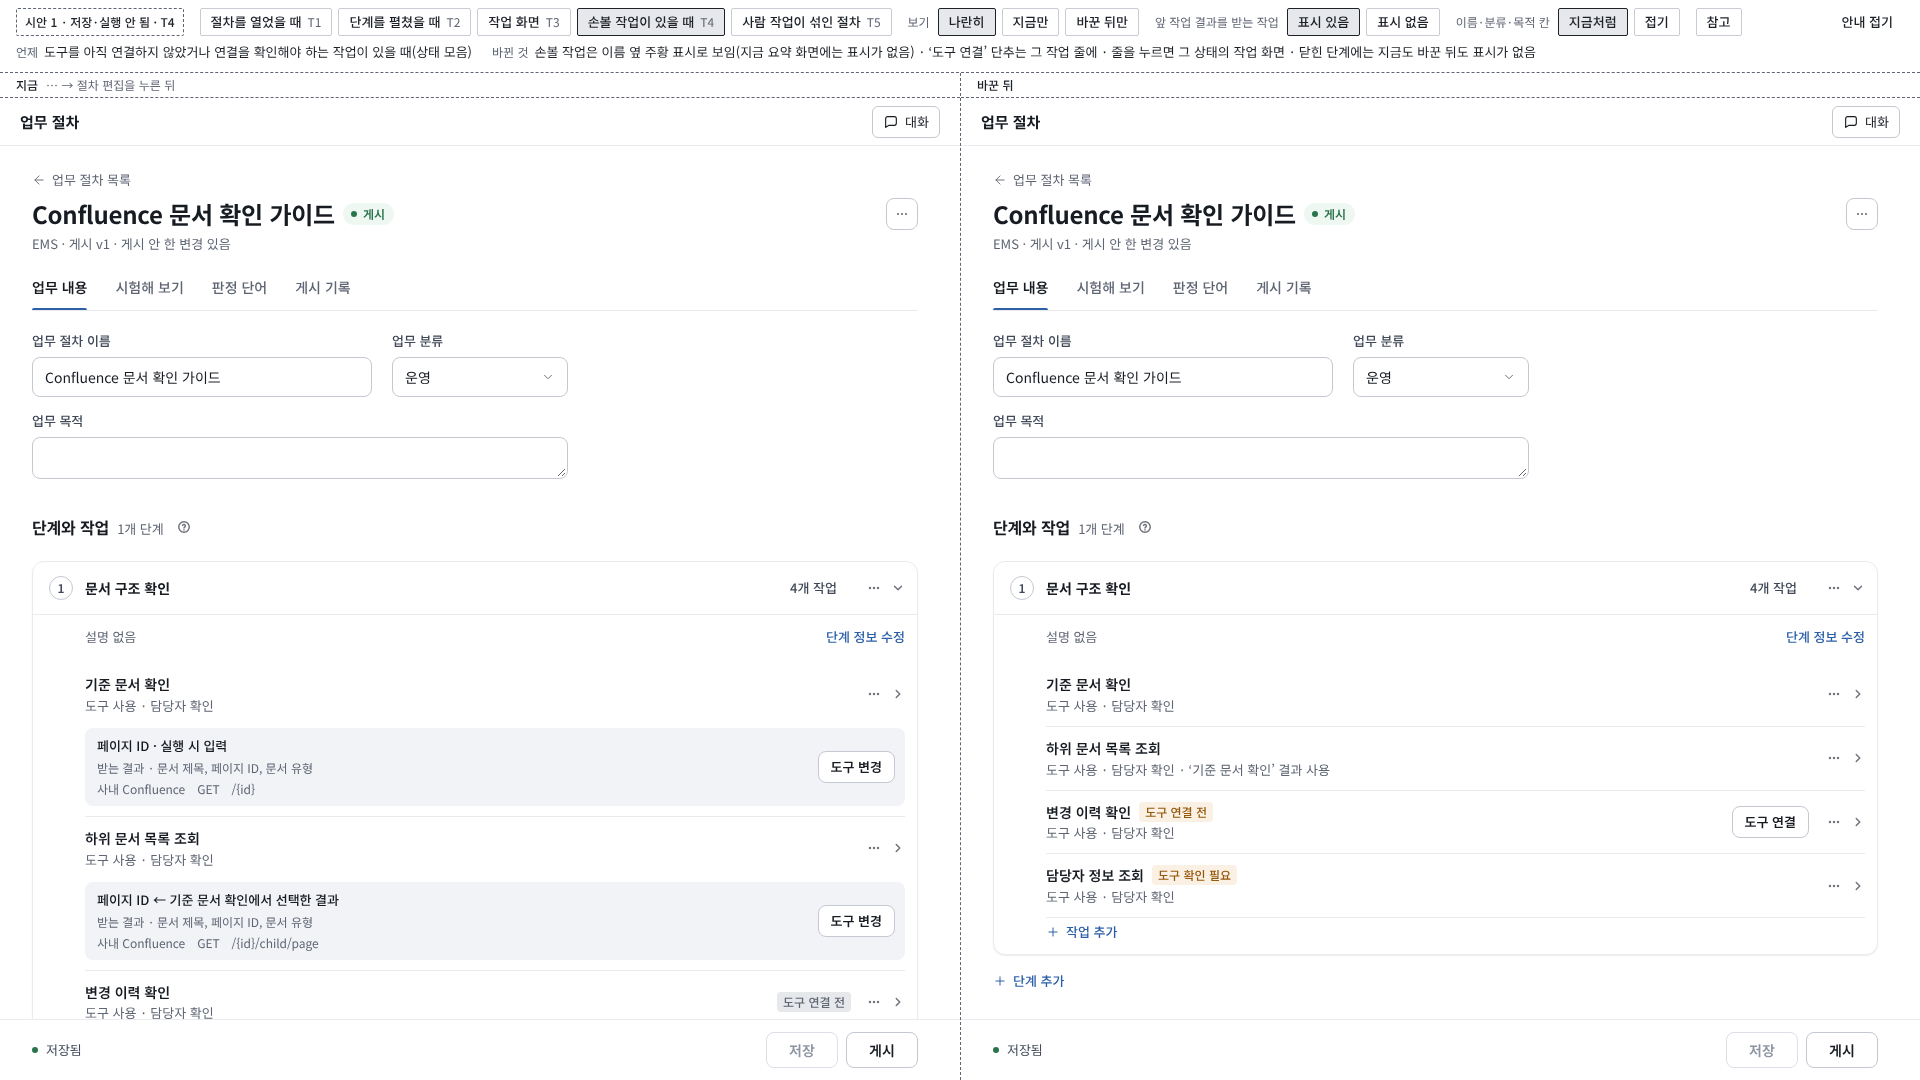 시안 1 · 저장·실행 안 됨 · T4 절차를 열었을 때 T1 단계를 펼쳤을 때 T2 작업 화면 T3 손볼 작업이 있을 때 T4 사람 작업이 섞인 절차 T5 보기 나란히 지금만 바꾼 뒤만 앞 작업 결과를 받는 작업 표시 있음 표시 없음 이름·분류·목적 칸 지금처럼 접기 참고 안내 접기
언제 도구를 아직 연결하지 않았거나 연결을 확인해야 하는 작업이 있을 때(상태 모음) 바뀐 것 손볼 작업은 이름 옆 주황 표시로 보임(지금 요약 화면에는 표시가 없음) · ‘도구 연결’ 단추는 그 작업 줄에 · 줄을 누르면 그 상태의 작업 화면 · 닫힌 단계에는 지금도 바꾼 뒤도 표시가 없음
지금 ··· → 절차 편집을 누른 뒤
업무 절차
대화
← 업무 절차 목록
Confluence 문서 확인 가이드 게시
EMS · 게시 v1 · 게시 안 한 변경 있음
업무 내용 시험해 보기 판정 단어 게시 기록
업무 절차 이름 업무 분류
Confluence 문서 확인 가이드 운영
업무 목적
단계와 작업 1개 단계
1 문서 구조 확인 4개 작업
설명 없음 단계 정보 수정
기준 문서 확인
도구 사용 · 담당자 확인
페이지 ID · 실행 시 입력
받는 결과 · 문서 제목, 페이지 ID, 문서 유형
사내 Confluence GET /{id}
도구 변경
하위 문서 목록 조회
도구 사용 · 담당자 확인
페이지 ID ← 기준 문서 확인에서 선택한 결과
받는 결과 · 문서 제목, 페이지 ID, 문서 유형
사내 Confluence GET /{id}/child/page
도구 변경
변경 이력 확인
도구 사용 · 담당자 확인
도구 연결 전
저장됨 저장 게시
바꾼 뒤
업무 절차
대화
← 업무 절차 목록
Confluence 문서 확인 가이드 게시
EMS · 게시 v1 · 게시 안 한 변경 있음
업무 내용 시험해 보기 판정 단어 게시 기록
업무 절차 이름 업무 분류
Confluence 문서 확인 가이드 운영
업무 목적
단계와 작업 1개 단계
1 문서 구조 확인 4개 작업
설명 없음 단계 정보 수정
기준 문서 확인
도구 사용 · 담당자 확인
하위 문서 목록 조회
도구 사용 · 담당자 확인 · ‘기준 문서 확인’ 결과 사용
변경 이력 확인 도구 연결 전
도구 사용 · 담당자 확인
도구 연결
담당자 정보 조회 도구 확인 필요
도구 사용 · 담당자 확인
+ 작업 추가
+ 단계 추가
저장됨 저장 게시